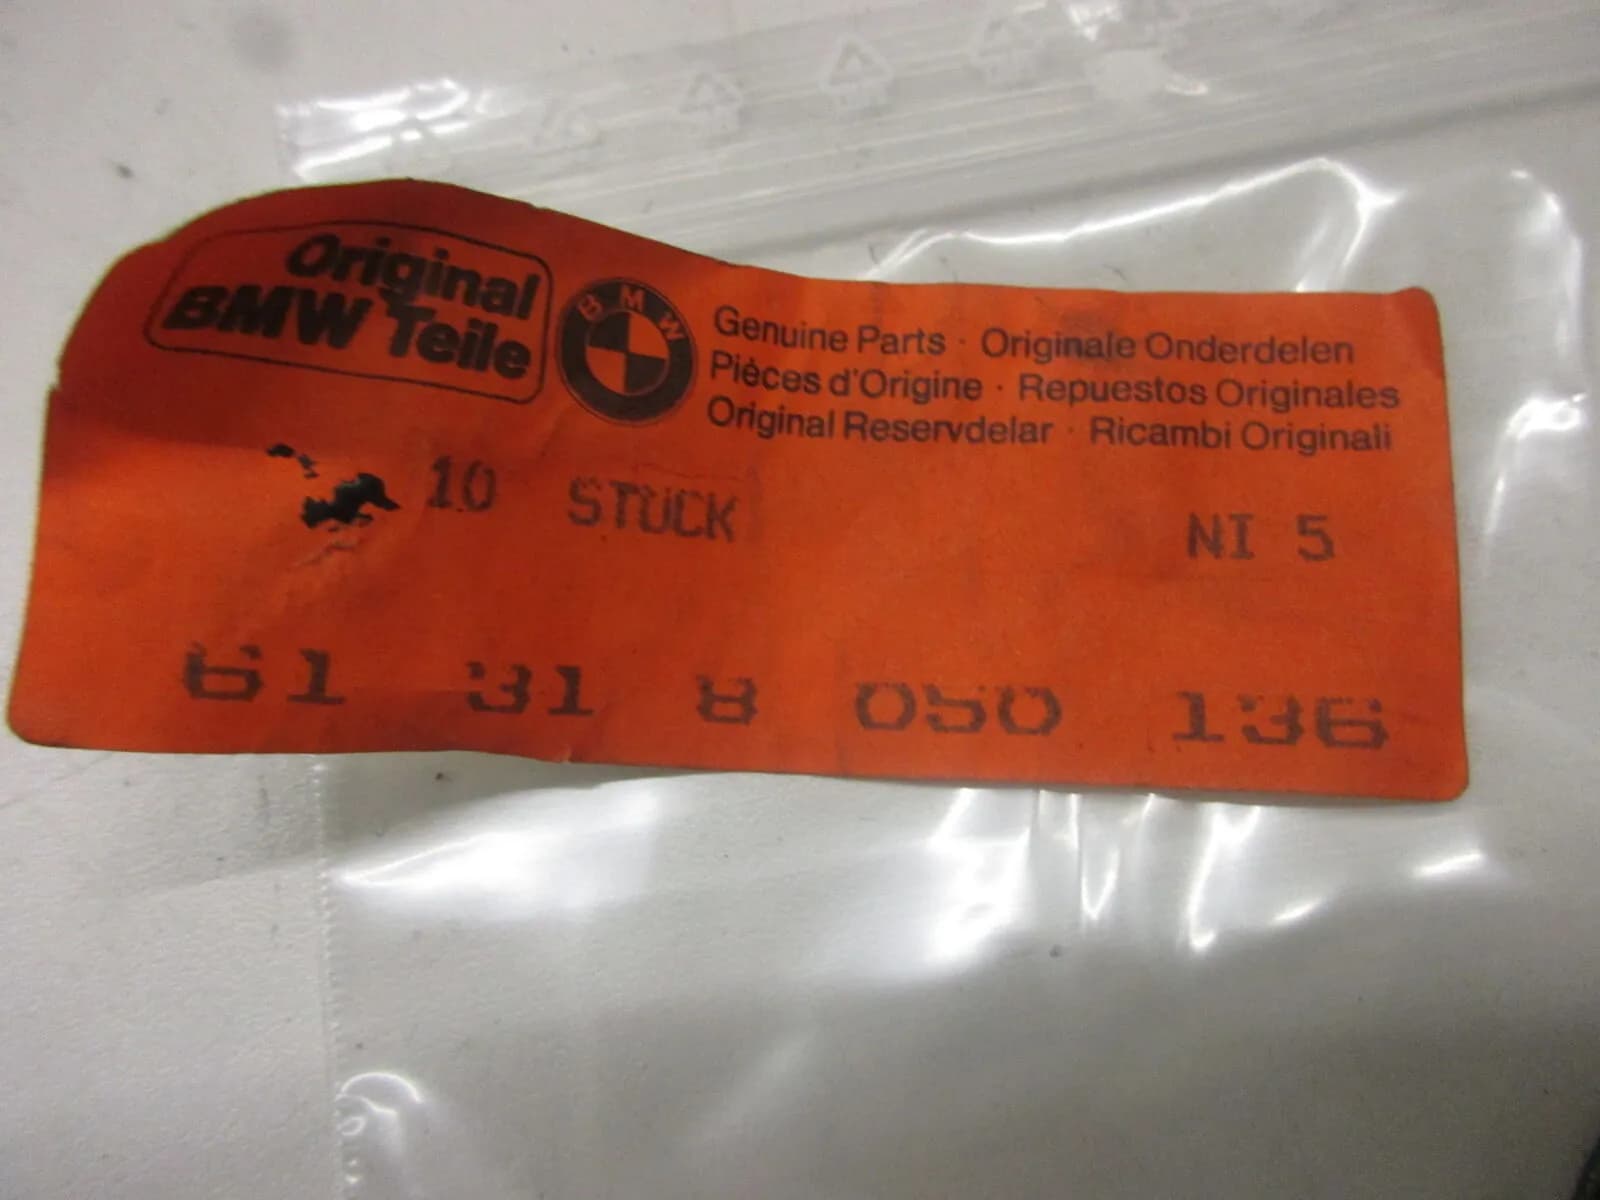 Original
BMW Teile
BMW
Genuine Parts · Originale Onderdelen
Pièces d'Origine · Repuestos Originales
Original Reservdelar · Ricambi Originali
10 STUCK NI 5
61 31 8 050 136